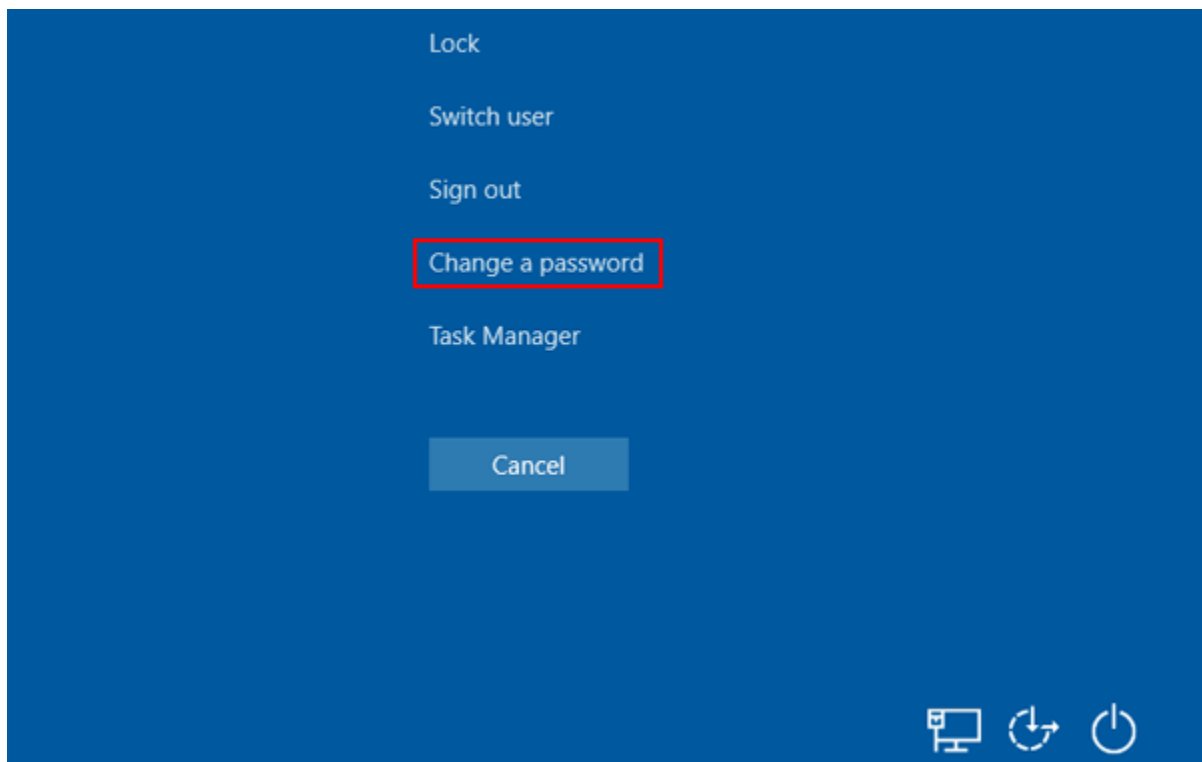 Lock
Switch user
Sign out
Change a password
Task Manager
Cancel